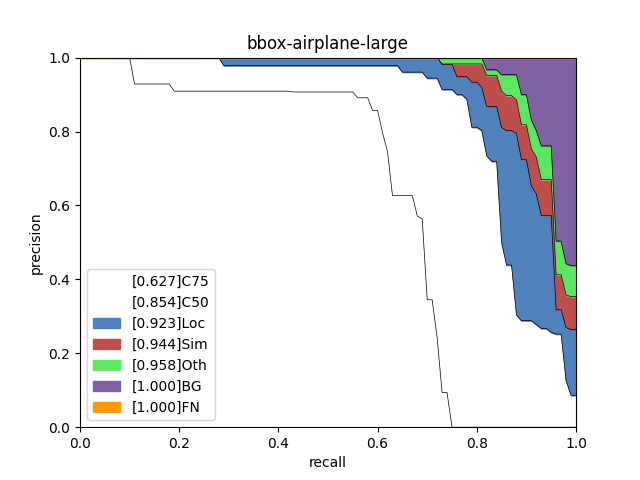 bbox-airplane-large
1.0
0.8
0.6
0.4
0.2
0.0
precision
[0.627]C75
[0.854]C50
[0.923]Loc
[0.944]Sim
[0.958]Oth
[1.000]BG
[1.000]FN
0.0 0.2 0.4 0.6 0.8 1.0
recall